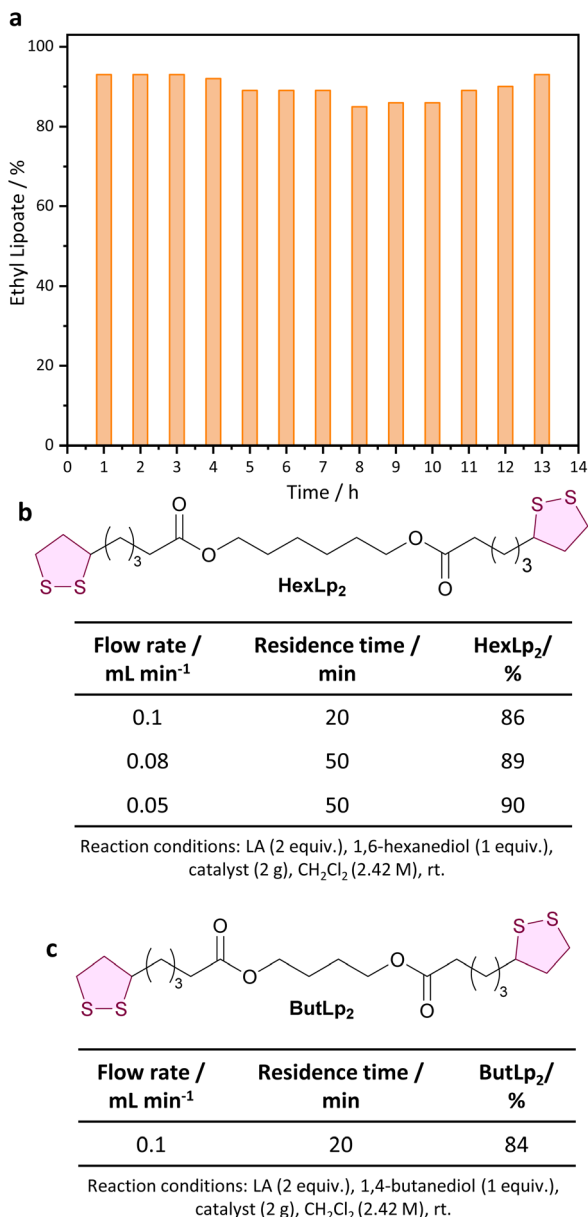 a
100
80
60
40
20
0
Ethyl Lipoate / %
0 1 2 3 4 5 6 7 8 9 10 11 12 13 14
Time / h
b
O
S S
( )3
O
O
( )3
S S
O
HexLp2
Flow rate / mL min-1 Residence time / min HexLp2/ %
0.1 20 86
0.08 50 89
0.05 50 90
Reaction conditions: LA (2 equiv.), 1,6-hexanediol (1 equiv.),
catalyst (2 g), CH2Cl2 (2.42 M), rt.
c
O
S S
( )3
O
O
( )3
S S
O
ButLp2
Flow rate / mL min-1 Residence time / min ButLp2/ %
0.1 20 84
Reaction conditions: LA (2 equiv.), 1,4-butanediol (1 equiv.),
catalyst (2 g), CH2Cl2 (2.42 M), rt.